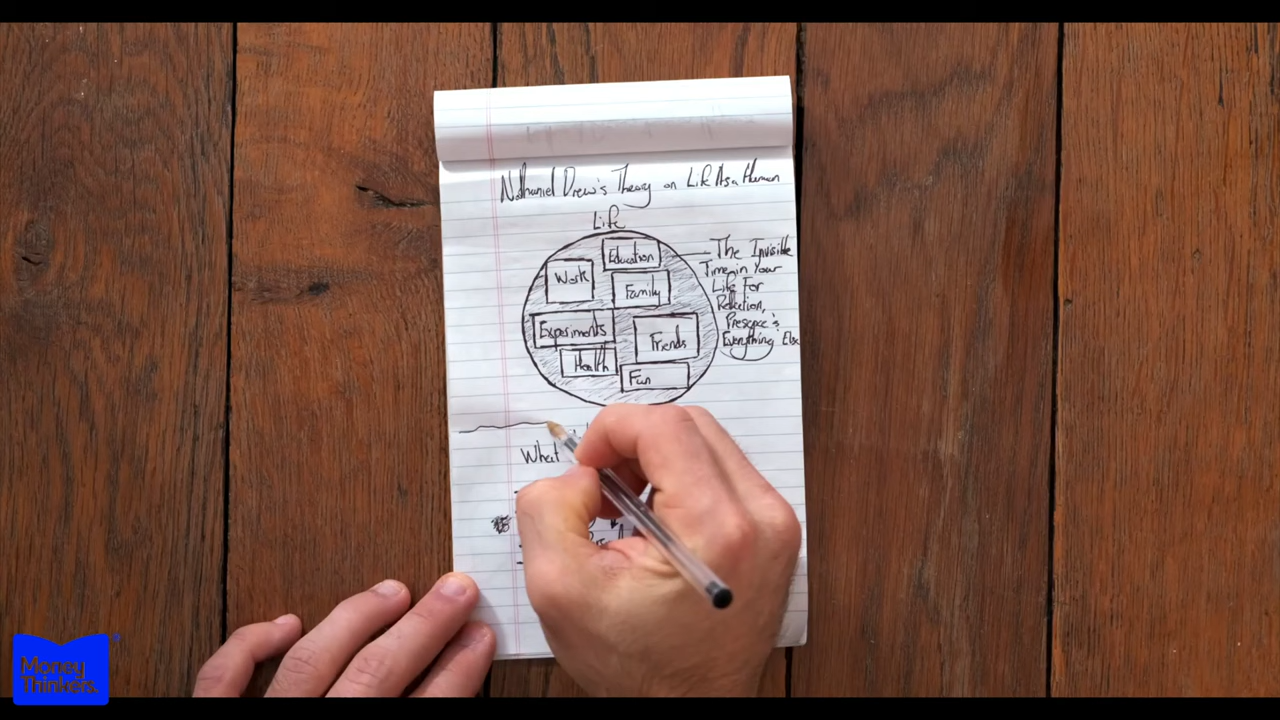 Nathaniel Drew's Theory on Life As a Human
Life
Education
Work
Family
Experiments
Friends
Health
Fun
The Invisible
Time in Your
Life For
Presence's
Everything Else
What
Money
Thinkers.